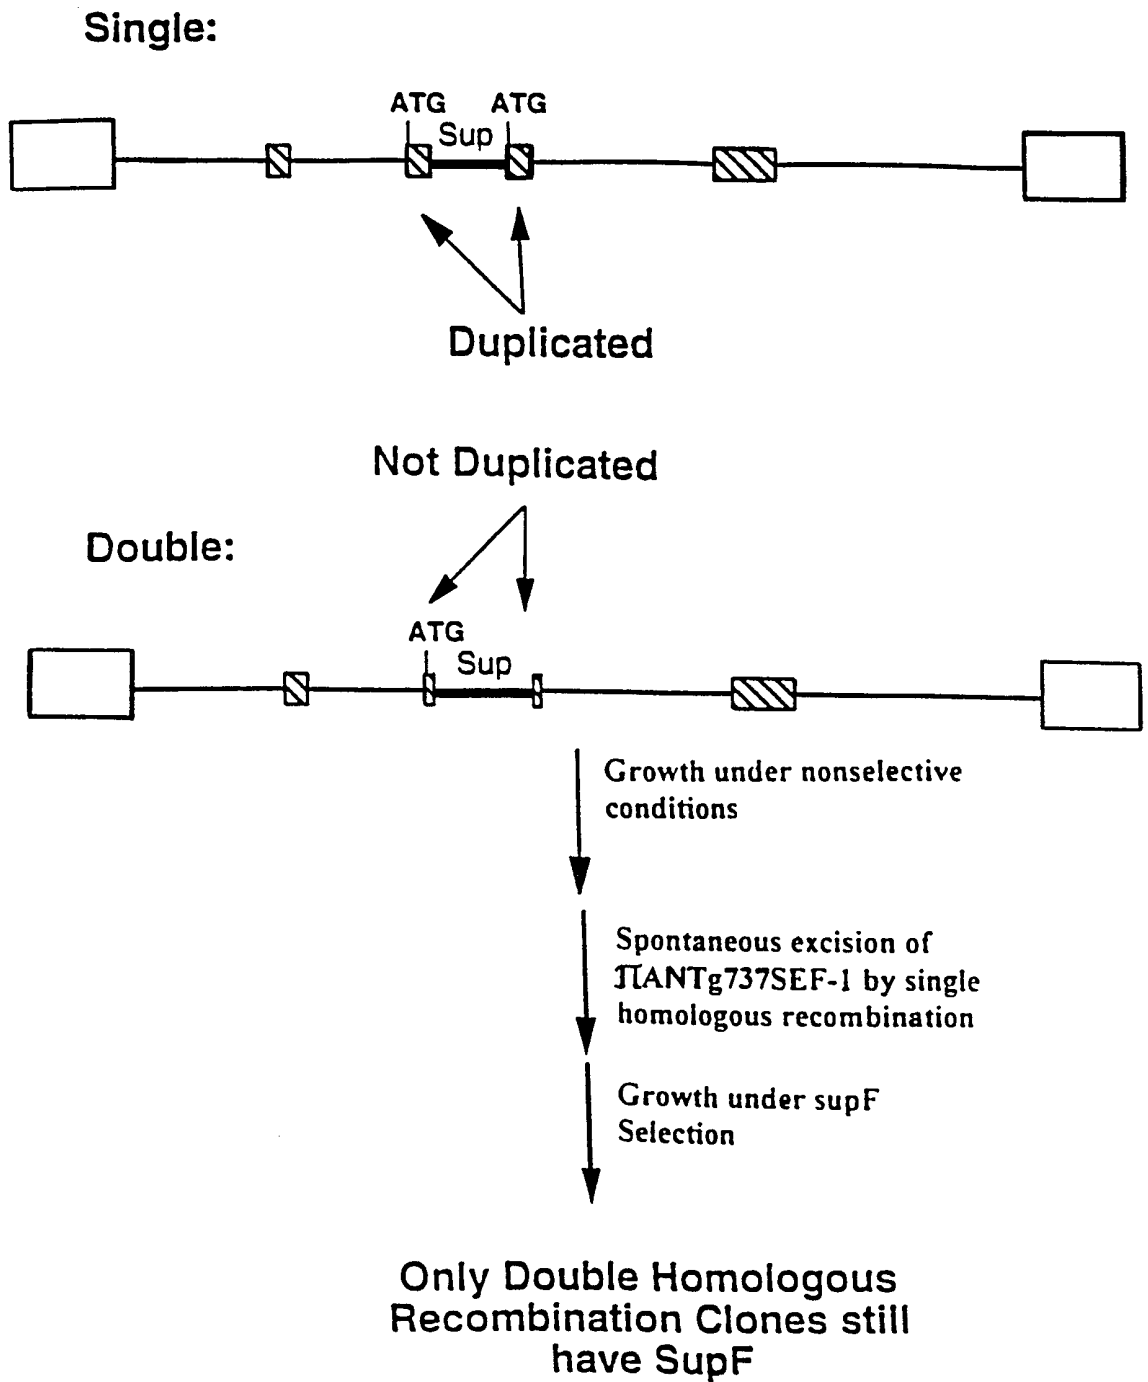 Single:
ATG ATG
Sup
Duplicated
Not Duplicated
Double:
ATG
Sup
Growth under nonselective
conditions
Spontaneous excision of
πANTg737SEF-1 by single
homologous recombination
Growth under supF
Selection
Only Double Homologous
Recombination Clones still
have SupF